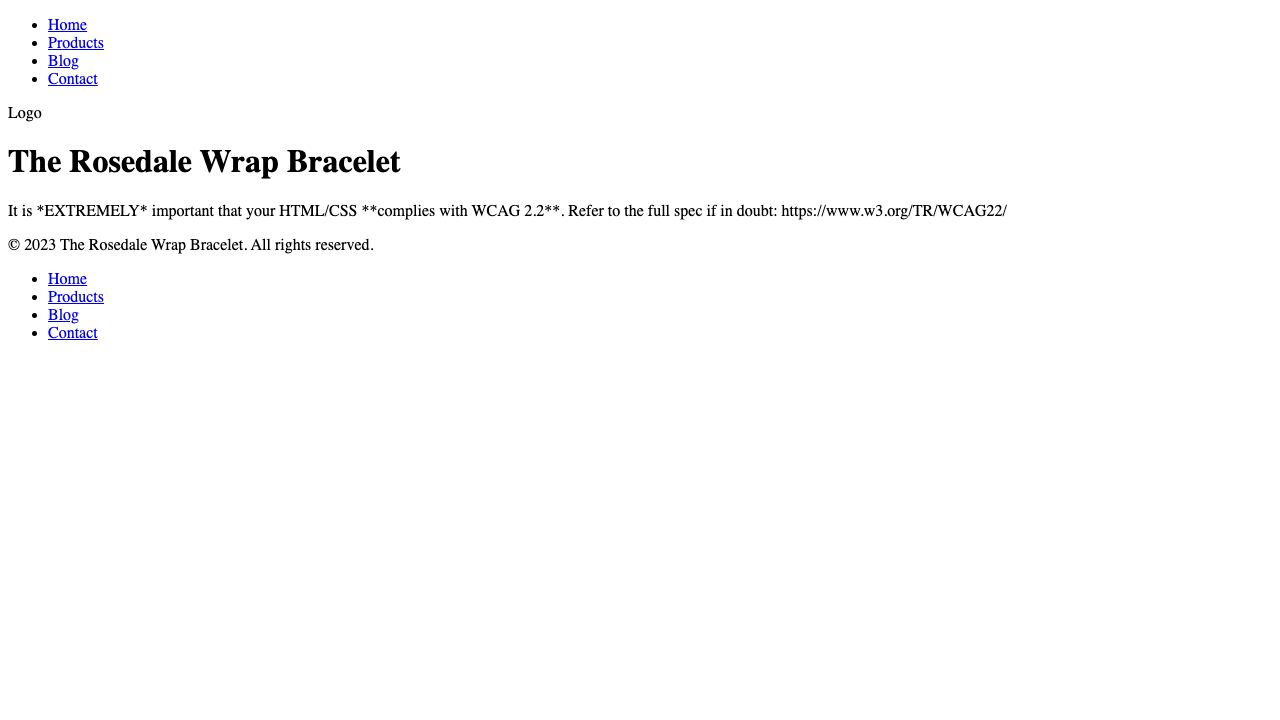 Home
Products
Blog
Contact
Logo
The Rosedale Wrap Bracelet
It is *EXTREMELY* important that your HTML/CSS **complies with WCAG 2.2**. Refer to the full spec if in doubt: https://www.w3.org/TR/WCAG22/
© 2023 The Rosedale Wrap Bracelet. All rights reserved.
Home
Products
Blog
Contact